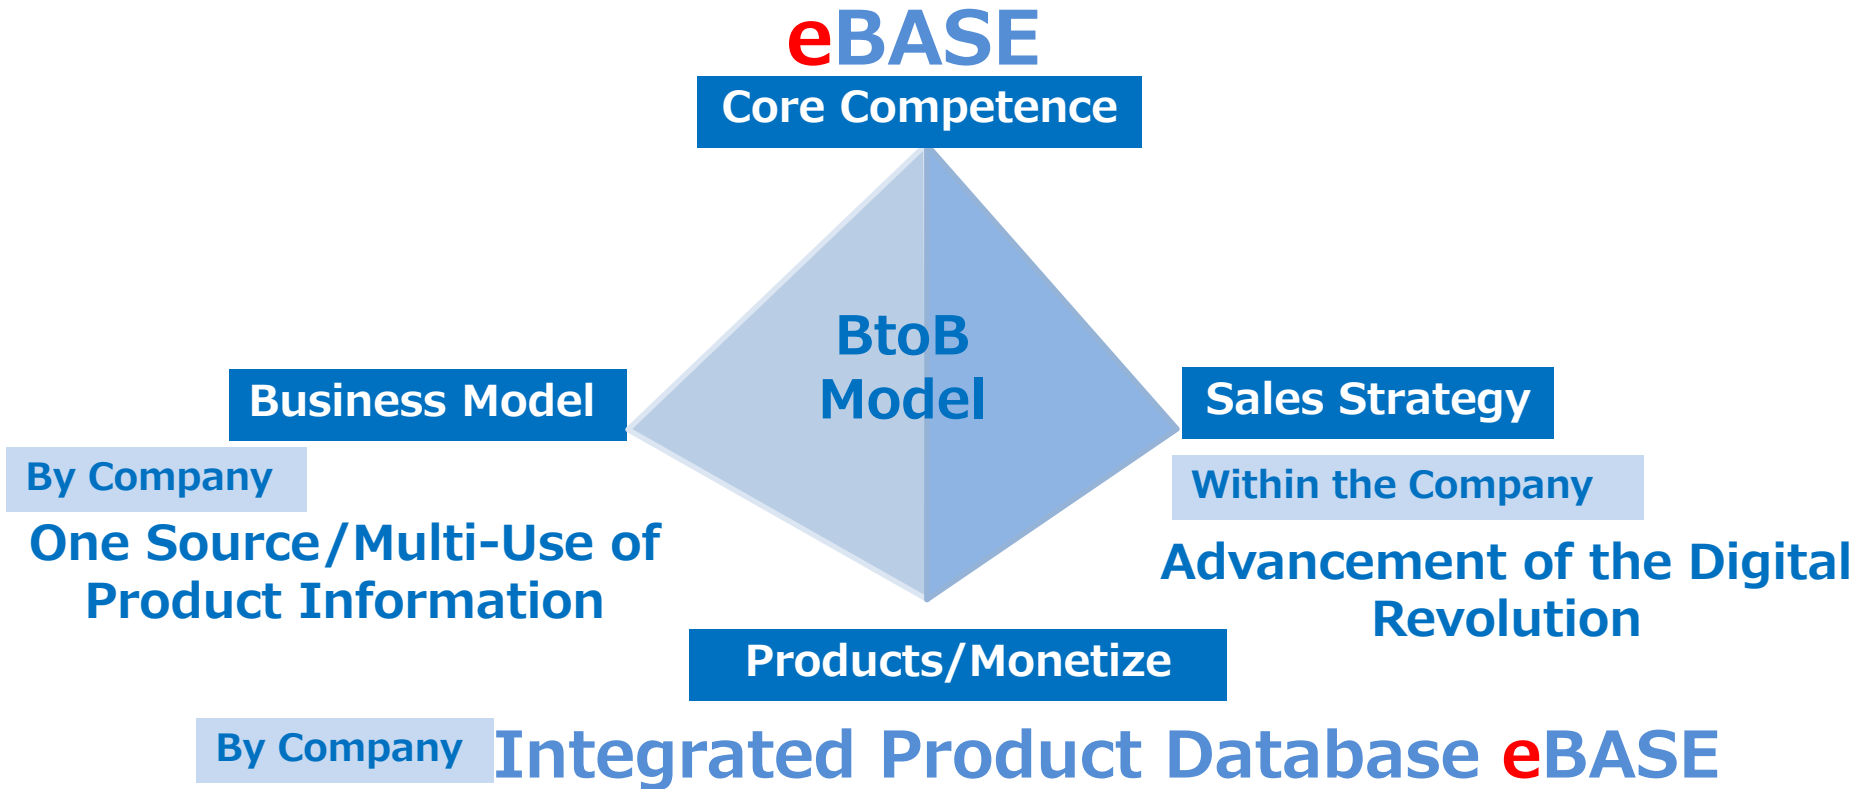 eBASE
Core Competence
BtoB
Model
Business Model
By Company
One Source/Multi-Use of
Product Information
Sales Strategy
Within the Company
Advancement of the Digital
Revolution
Products/Monetize
By Company
Integrated Product Database eBASE